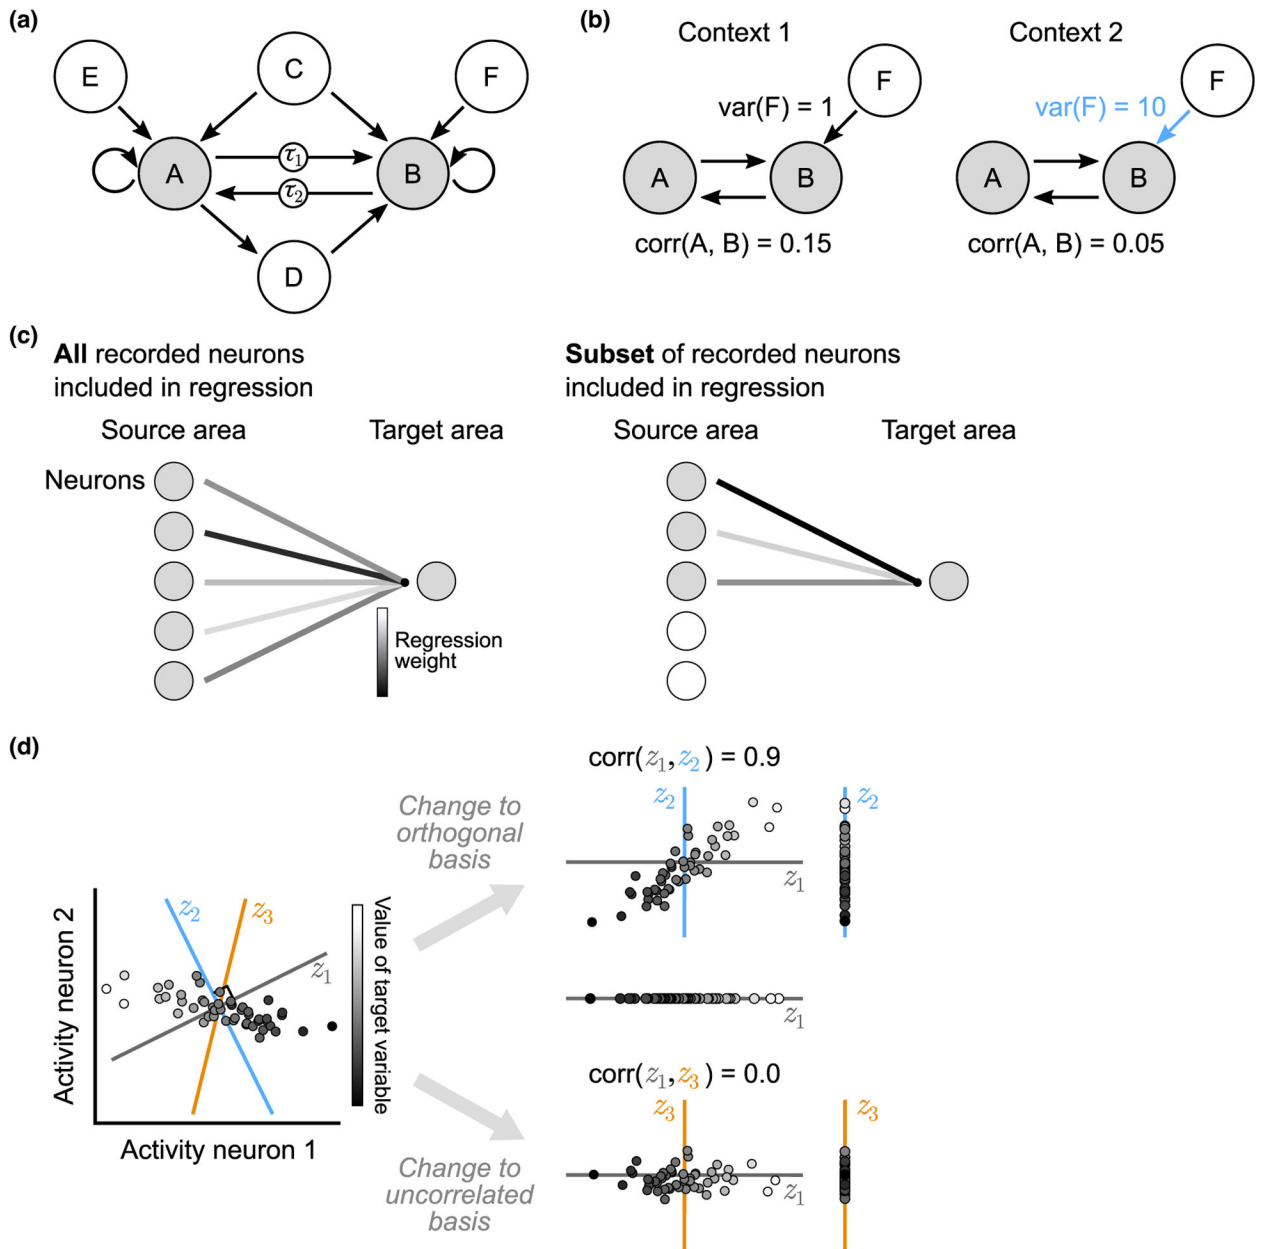 (a)
E
C
F
A
τ1
τ2
B
D
(b)
Context 1
F
var(F) = 1
A
B
corr(A, B) = 0.15
Context 2
F
var(F) = 10
A
B
corr(A, B) = 0.05
(c)
All recorded neurons
included in regression
Source area
Target area
Neurons
Regression
weight
Subset of recorded neurons
included in regression
Source area
Target area
(d)
Activity neuron 2
Activity neuron 1
z2
z3
z1
Value of target variable
Change to
orthogonal
basis
corr(z1, z2) = 0.9
z2
z1
z2
z1
Change to
uncorrelated
basis
corr(z1, z3) = 0.0
z3
z1
z3